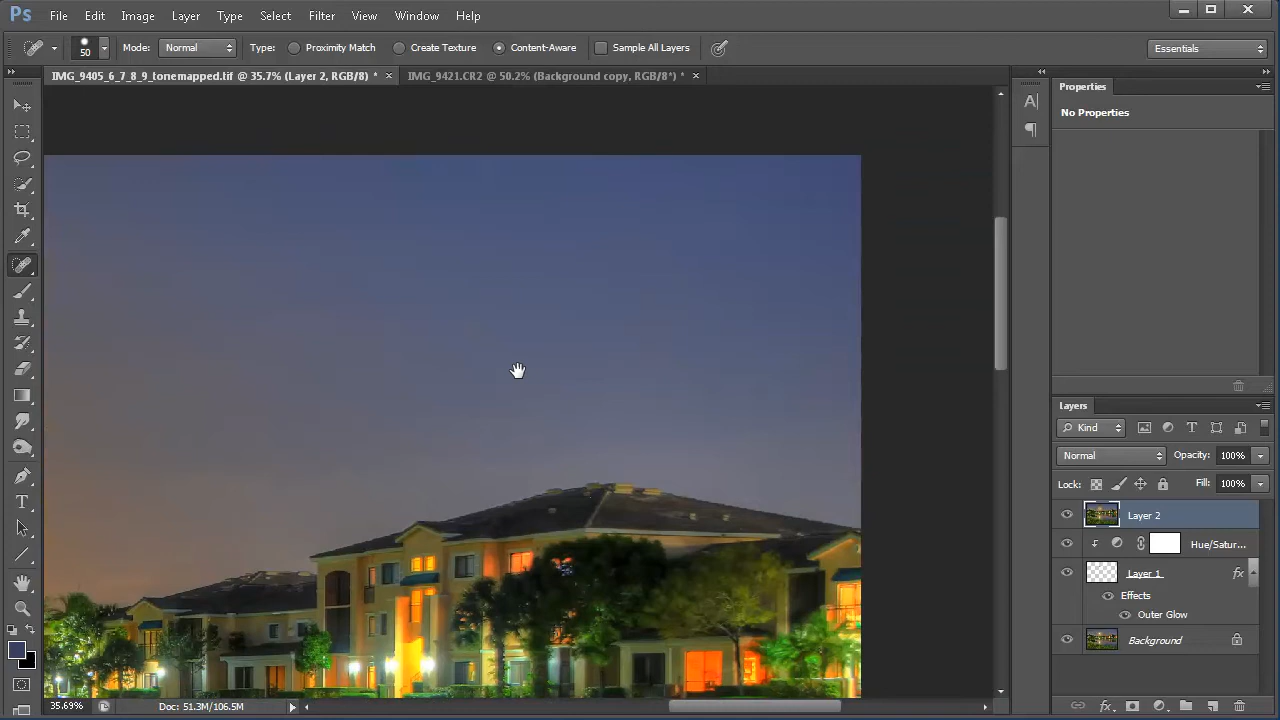 Ps File Edit Image Layer Type Select Filter View Window Help
50 Mode: Normal Type: Proximity Match Create Texture Content-Aware Sample All Layers Essentials
IMG_9405_6_7_8_9_tonemapped.tif @ 35.7% (Layer 2, RGB/8) * × IMG_9421.CR2 @ 50.2% (Background copy, RGB/8*) * ×
Properties
No Properties
Layers
Kind
Normal Opacity: 100%
Lock: Fill: 100%
Layer 2
Hue/Satur...
Layer 1 fx
Effects
Outer Glow
Background
35.69% Doc: 51.3M/106.5M